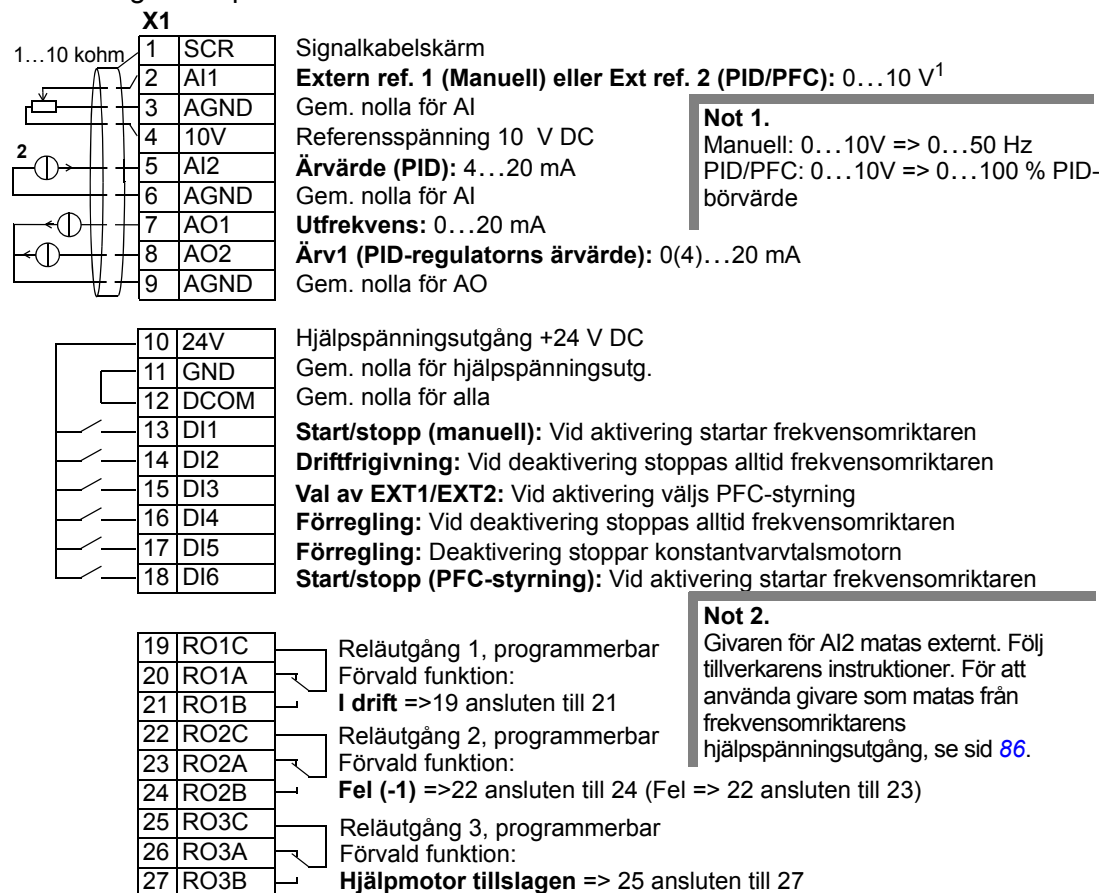 X1
1…10 kohm
1 SCR Signalkabelskärm
2 AI1 Extern ref. 1 (Manuell) eller Ext ref. 2 (PID/PFC): 0…10 V1
3 AGND Gem. nolla för AI
4 10V Referensspänning 10 V DC
2
5 AI2 Ärvärde (PID): 4…20 mA
6 AGND Gem. nolla för AI
7 AO1 Utfrekvens: 0…20 mA
8 AO2 Ärv1 (PID-regulatorns ärvärde): 0(4)…20 mA
9 AGND Gem. nolla för AO
Not 1.
Manuell: 0…10V => 0…50 Hz
PID/PFC: 0…10V => 0…100 % PID-
börvärde
10 24V Hjälpspänningsutgång +24 V DC
11 GND Gem. nolla för hjälpspänningsutg.
12 DCOM Gem. nolla för alla
13 DI1 Start/stopp (manuell): Vid aktivering startar frekvensomriktaren
14 DI2 Driftfrigivning: Vid deaktivering stoppas alltid frekvensomriktaren
15 DI3 Val av EXT1/EXT2: Vid aktivering väljs PFC-styrning
16 DI4 Förregling: Vid deaktivering stoppas alltid frekvensomriktaren
17 DI5 Förregling: Deaktivering stoppar konstantvarvtalsmotorn
18 DI6 Start/stopp (PFC-styrning): Vid aktivering startar frekvensomriktaren
19 RO1C Reläutgång 1, programmerbar
20 RO1A Förvald funktion:
21 RO1B I drift =>19 ansluten till 21
22 RO2C Reläutgång 2, programmerbar
23 RO2A Förvald funktion:
24 RO2B Fel (-1) =>22 ansluten till 24 (Fel => 22 ansluten till 23)
25 RO3C Reläutgång 3, programmerbar
26 RO3A Förvald funktion:
27 RO3B Hjälpmotor tillslagen => 25 ansluten till 27
Not 2.
Givaren för AI2 matas externt. Följ
tillverkarens instruktioner. För att
använda givare som matas från
frekvensomriktarens
hjälpspänningsutgång, se sid 86.